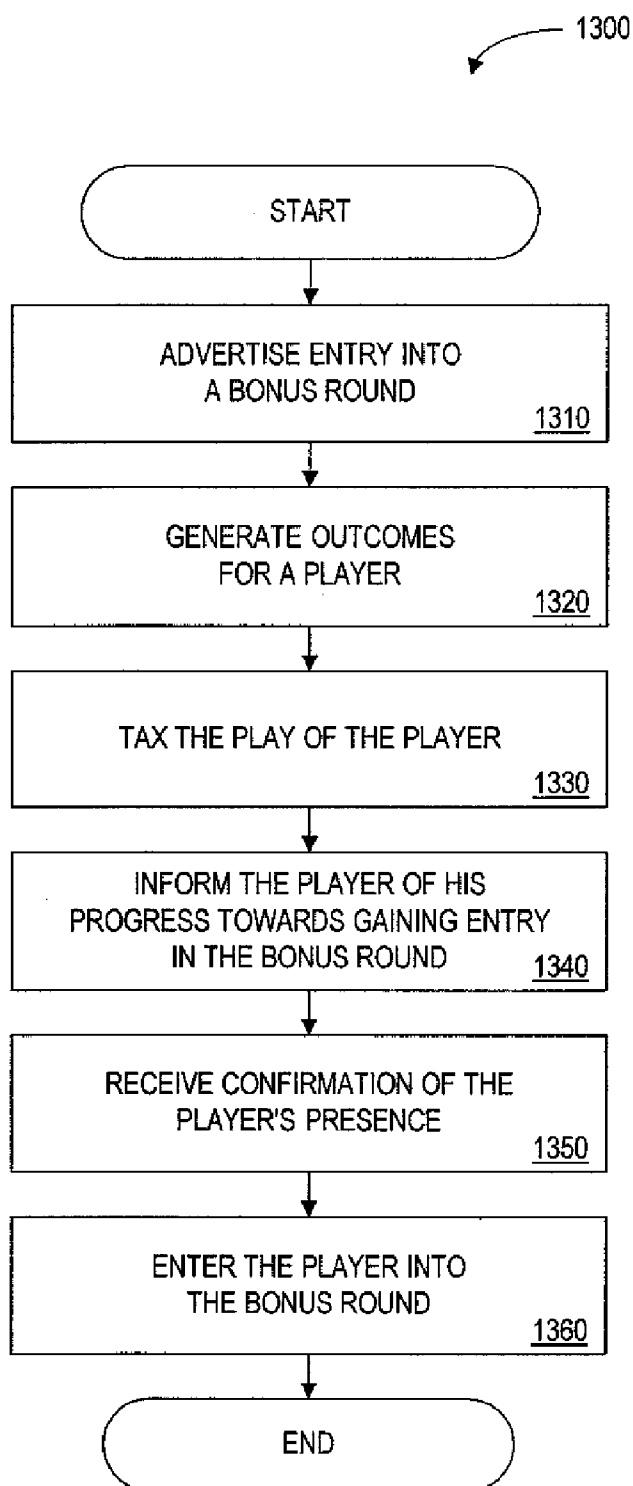 1300
START
ADVERTISE ENTRY INTO
A BONUS ROUND
1310
GENERATE OUTCOMES
FOR A PLAYER
1320
TAX THE PLAY OF THE PLAYER
1330
INFORM THE PLAYER OF HIS
PROGRESS TOWARDS GAINING ENTRY
IN THE BONUS ROUND
1340
RECEIVE CONFIRMATION OF THE
PLAYER'S PRESENCE
1350
ENTER THE PLAYER INTO
THE BONUS ROUND
1360
END